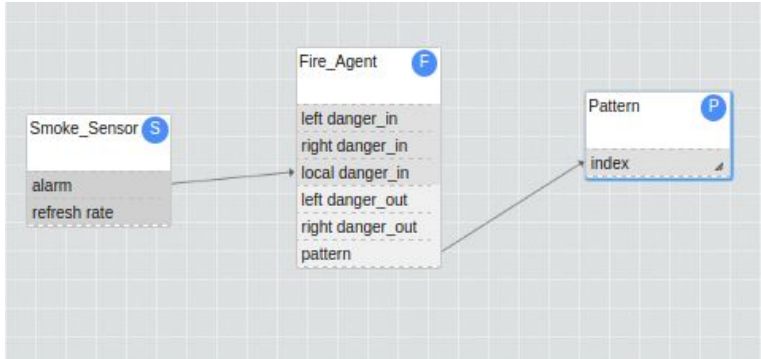 Smoke_Sensor S
alarm
refresh rate
Fire_Agent F
left danger_in
right danger_in
local danger_in
left danger_out
right danger_out
pattern
Pattern P
index